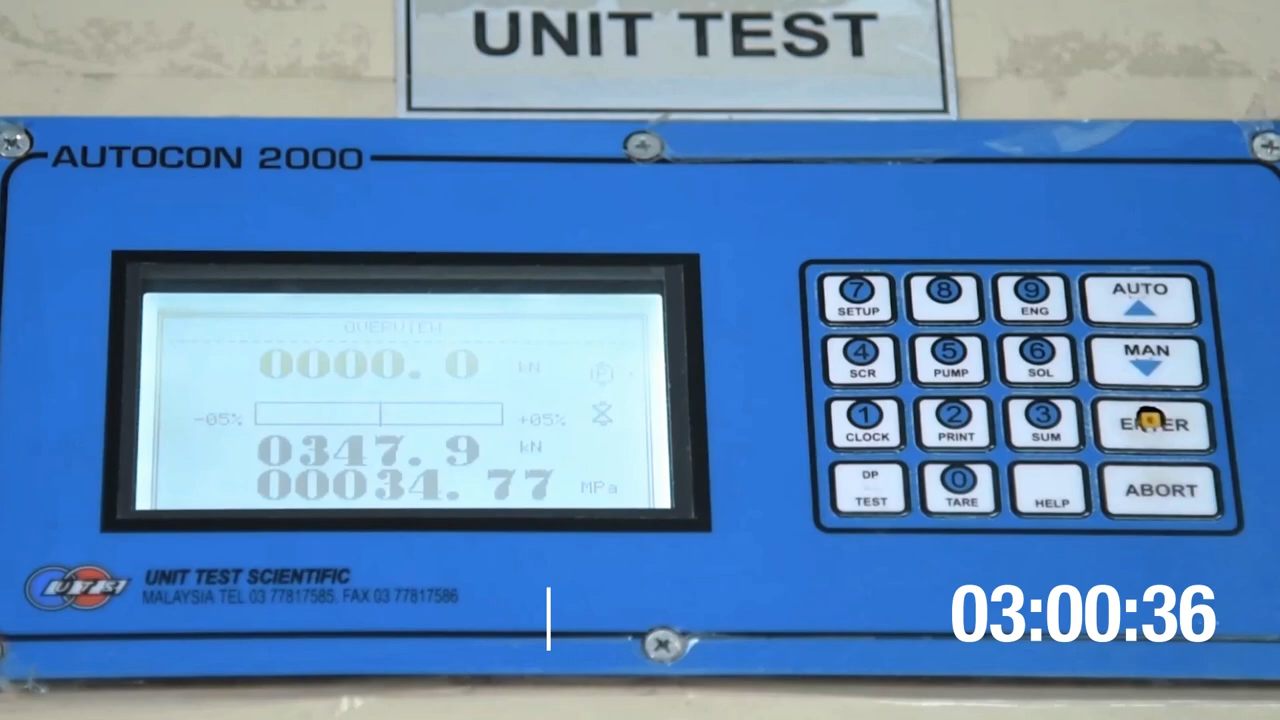 UNIT TEST
AUTOCON 2000
OVERVIEW
0000.0 kN
-05% +05%
0347.9 kN
00034.77 MPa
7 SETUP
8
9 ENG
AUTO
4 SCR
5 PUMP
6 SOL
MAN
1 CLOCK
2 PRINT
3 SUM
ENTER
DP TEST
0 TARE
HELP
ABORT
UNIT TEST SCIENTIFIC
MALAYSIA TEL 03 77817585, FAX 03 77817586
03:00:36